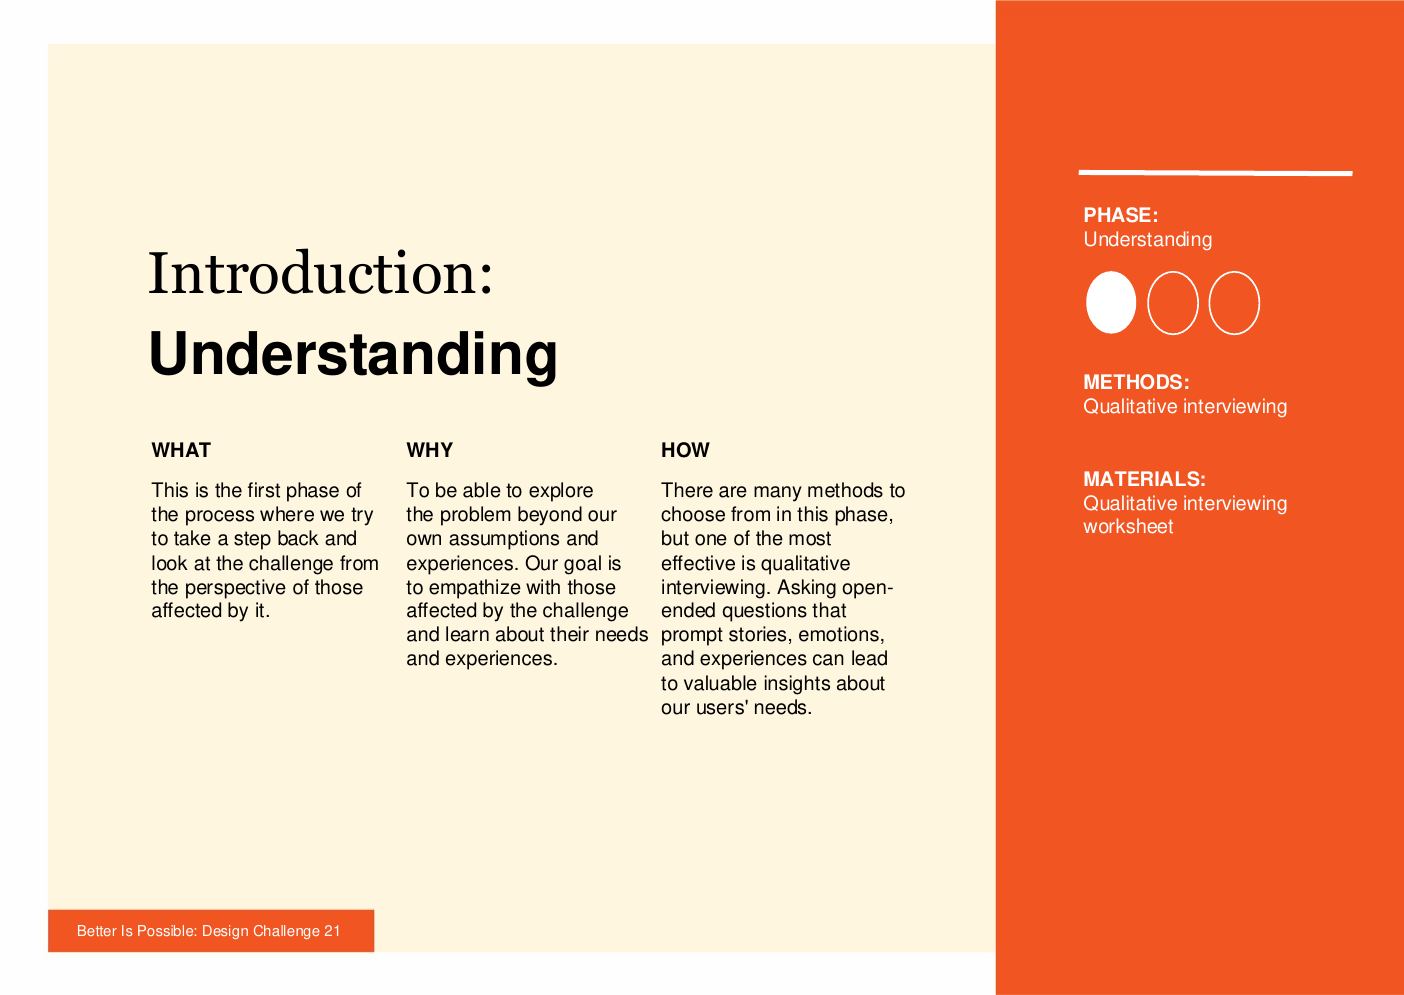 Introduction:
Understanding
WHAT
This is the first phase of
the process where we try
to take a step back and
look at the challenge from
the perspective of those
affected by it.
WHY
To be able to explore
the problem beyond our
own assumptions and
experiences. Our goal is
to empathize with those
affected by the challenge
and learn about their needs
and experiences.
HOW
There are many methods to
choose from in this phase,
but one of the most
effective is qualitative
interviewing. Asking open-
ended questions that
prompt stories, emotions,
and experiences can lead
to valuable insights about
our users' needs.
PHASE:
Understanding
METHODS:
Qualitative interviewing
MATERIALS:
Qualitative interviewing
worksheet
Better Is Possible: Design Challenge 21